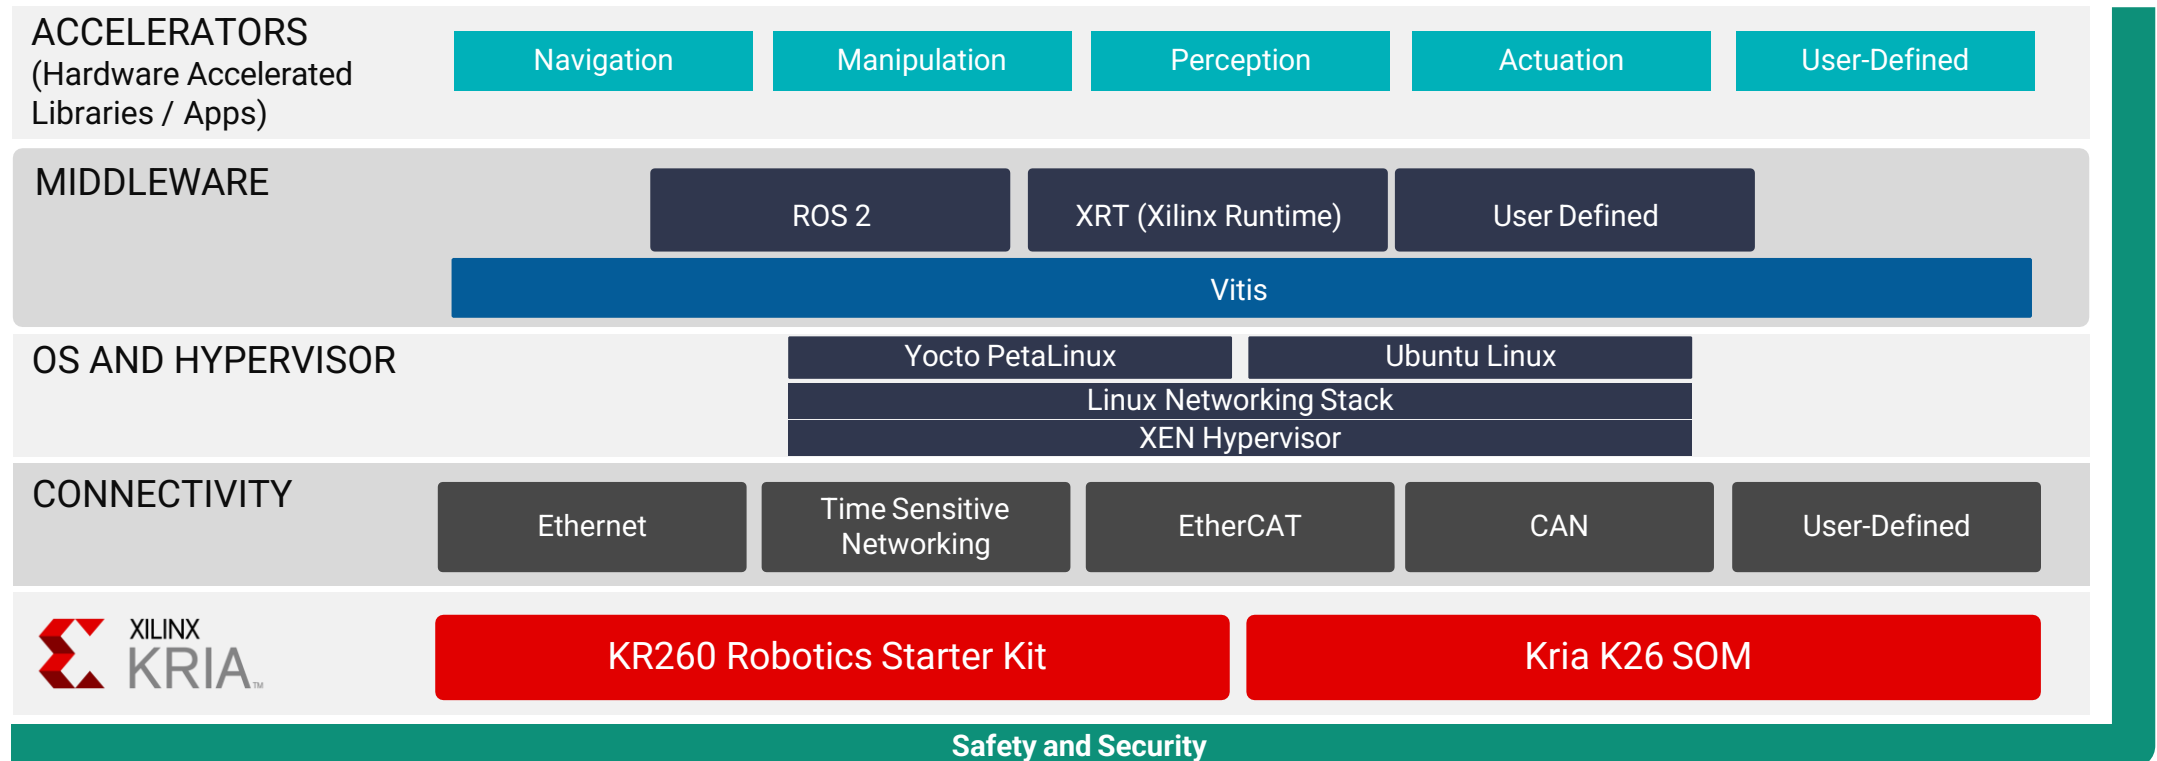 ACCELERATORS
(Hardware Accelerated
Libraries / Apps)
Navigation
Manipulation
Perception
Actuation
User-Defined
MIDDLEWARE
ROS 2
XRT (Xilinx Runtime)
User Defined
Vitis
OS AND HYPERVISOR
Yocto PetaLinux
Ubuntu Linux
Linux Networking Stack
XEN Hypervisor
CONNECTIVITY
Ethernet
Time Sensitive
Networking
EtherCAT
CAN
User-Defined
XILINX
KRIA™
KR260 Robotics Starter Kit
Kria K26 SOM
Safety and Security